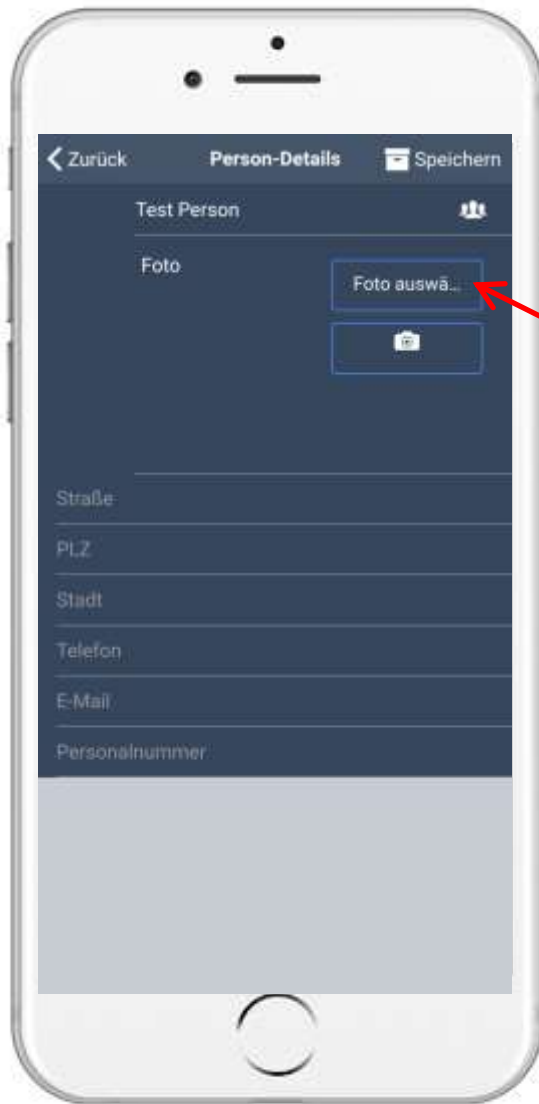 Zurück Person-Details Speichern
Test Person
Foto Foto auswä...
Straße
PLZ
Stadt
Telefon
E-Mail
Personalnummer